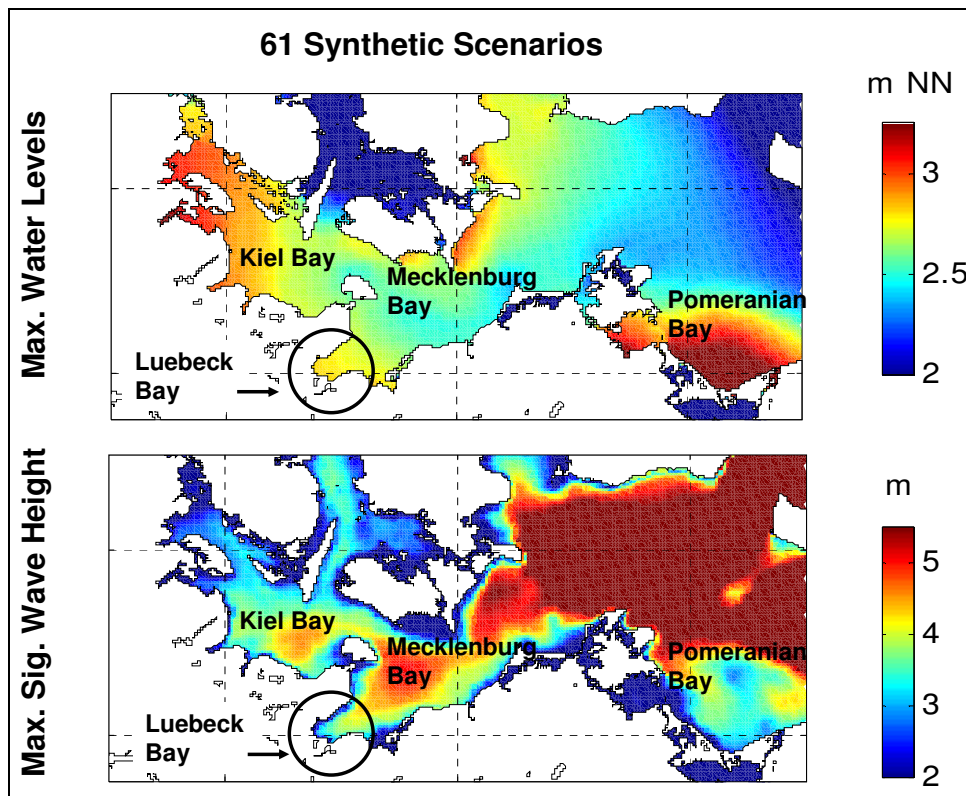 61 Synthetic Scenarios
Max. Water Levels
m NN
Kiel Bay
Mecklenburg
Bay
Pomeranian
Bay
Luebeck
Bay
3
2.5
2
Max. Sig. Wave Height
m
Kiel Bay
Mecklenburg
Bay
Pomeranian
Bay
Luebeck
Bay
5
4
3
2